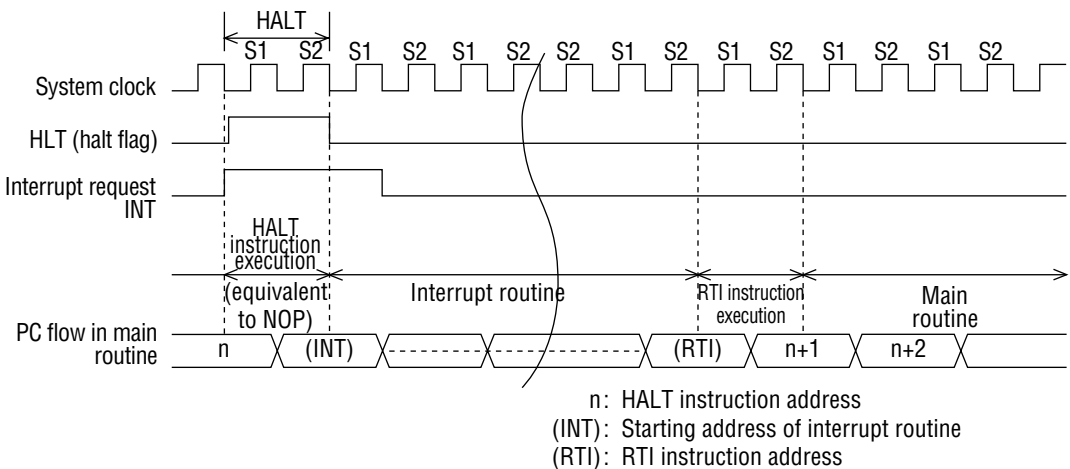 HALT
S1 S2 S1 S2 S1 S2 S2 S1 S2 S1 S2 S1 S2 S1 S2
System clock
HLT (halt flag)
Interrupt request
INT
HALT
instruction
execution
(equivalent
to NOP)
Interrupt routine
RTI instruction
execution
Main
routine
PC flow in main
routine
n (INT) (RTI) n+1 n+2
n: HALT instruction address
(INT): Starting address of interrupt routine
(RTI): RTI instruction address